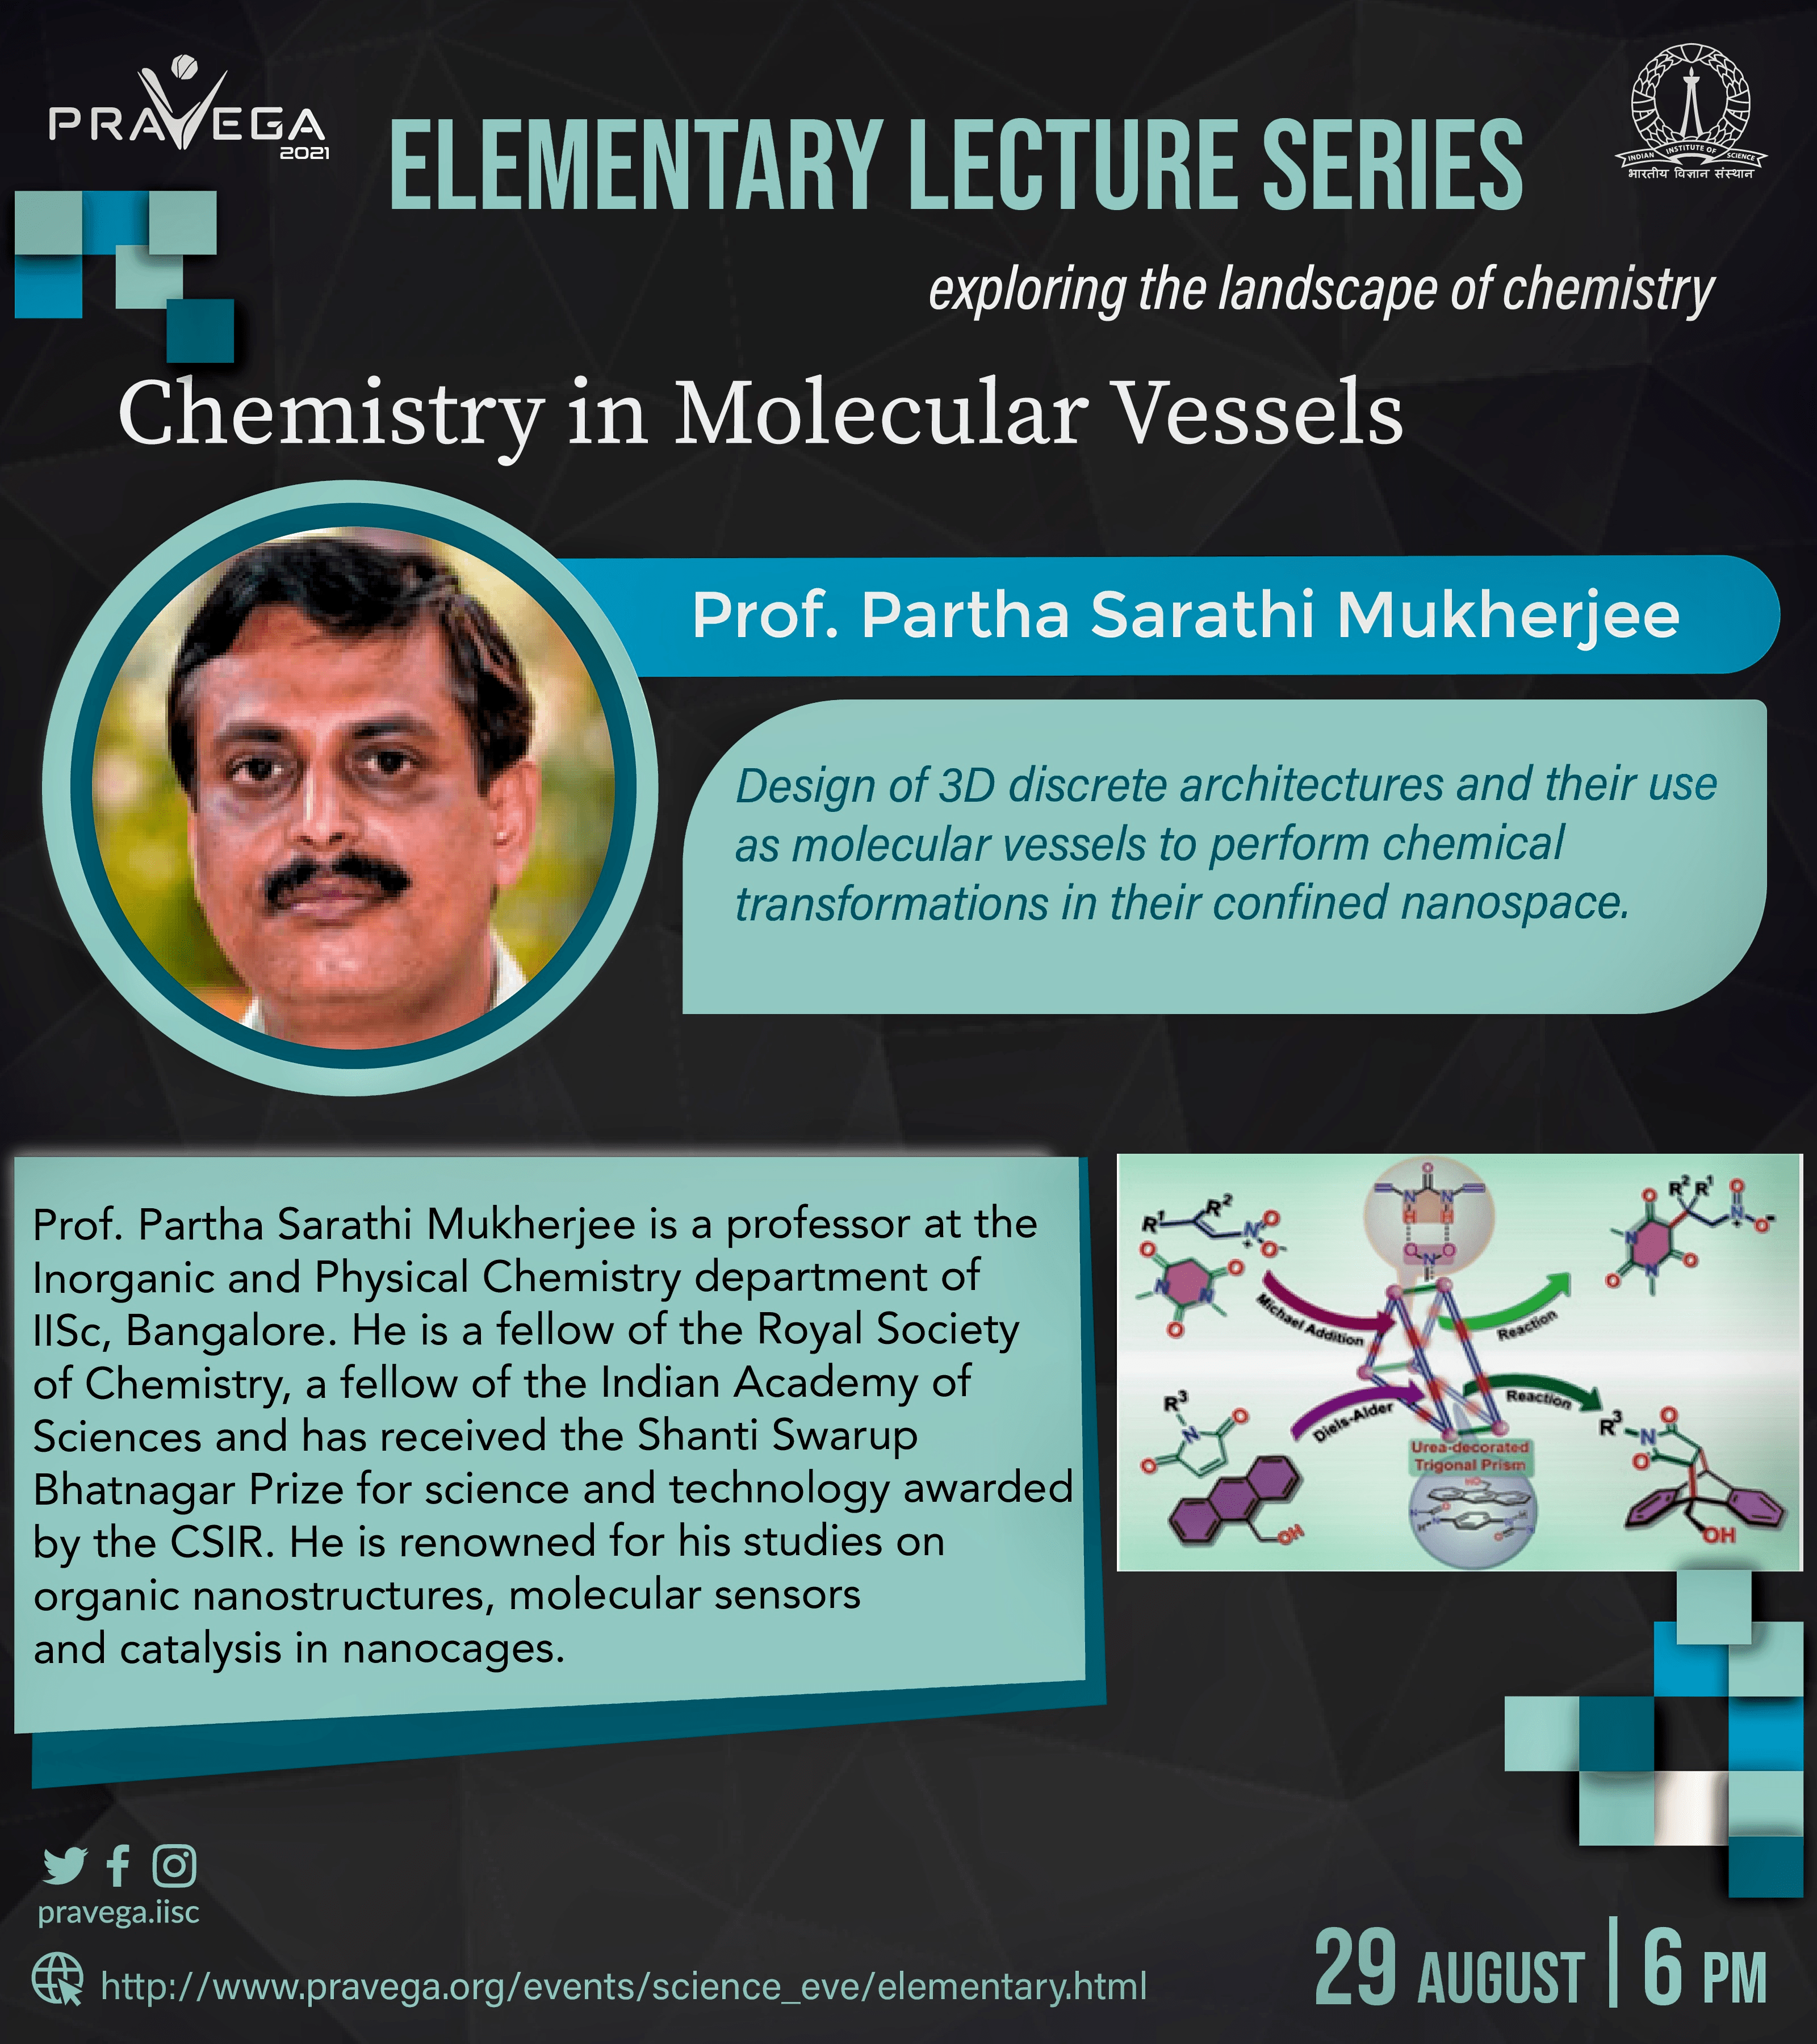 PRAVEGA
2021
ELEMENTARY LECTURE SERIES
INDIAN INSTITUTE OF SCIENCE
भारतीय विज्ञान संस्थान
exploring the landscape of chemistry
Chemistry in Molecular Vessels
Prof. Partha Sarathi Mukherjee
Design of 3D discrete architectures and their use
as molecular vessels to perform chemical
transformations in their confined nanospace.
Prof. Partha Sarathi Mukherjee is a professor at the
Inorganic and Physical Chemistry department of
IISc, Bangalore. He is a fellow of the Royal Society
of Chemistry, a fellow of the Indian Academy of
Sciences and has received the Shanti Swarup
Bhatnagar Prize for science and technology awarded
by the CSIR. He is renowned for his studies on
organic nanostructures, molecular sensors
and catalysis in nanocages.
R¹ R²
Michael Addition
Reaction
R² R¹
R³
Diels-Alder
Reaction
R³
Urea-decorated
Trigonal Prism
OH
OH
pravega.iisc
http://www.pravega.org/events/science_eve/elementary.html
29 AUGUST | 6 PM